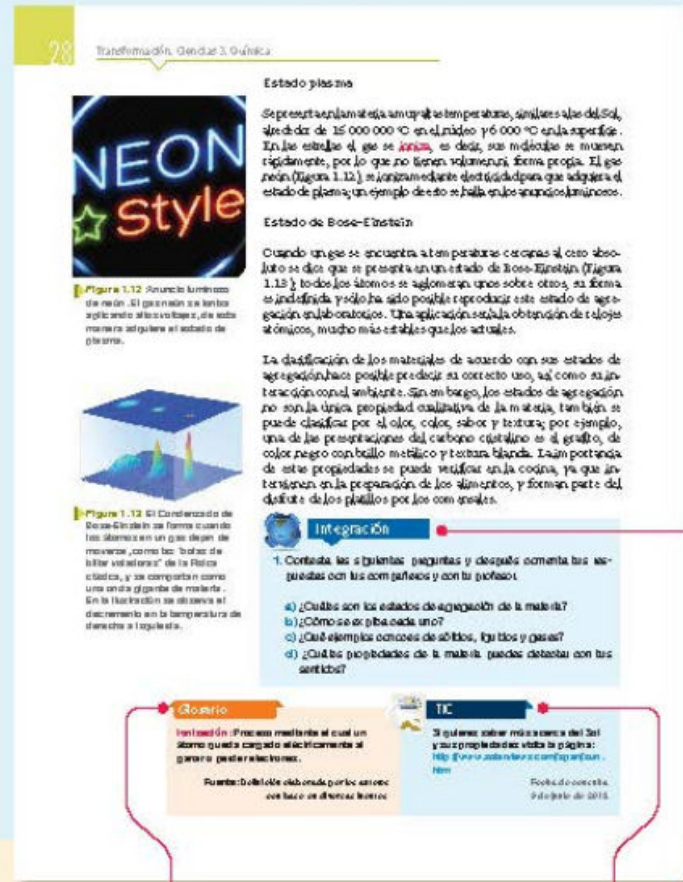 28
Transformación. Ciencias 3. Química
Estado plasma
Se presenta en la materia a muy altas temperaturas, similares a las del Sol,
alrededor de 15 000 000 °C en el núcleo y 6 000 °C en la superficie.
En las estrellas el gas se ioniza, es decir, sus moléculas se mueven
rápidamente, por lo que no tienen volumen ni forma propia. El gas
neón (Figura 1.12) se ioniza mediante electricidad para que adquiera el
estado de plasma; un ejemplo de esto se halla en los anuncios luminosos.
NEON
Style
Figura 1.12 Anuncio luminoso
de neón. El gas neón se ioniza
aplicando altos voltajes, de esta
manera adquiere el estado de
plasma.
Estado de Bose-Einstein
Cuando un gas se encuentra a temperaturas cercanas al cero abso-
luto se dice que se presenta en un estado de Bose-Einstein (Figura
1.13); todos los átomos se aglomeran unos sobre otros, su forma
es indefinida y sólo ha sido posible reproducir este estado de agre-
gación en laboratorios. Una aplicación sería la obtención de relojes
atómicos, mucho más estables que los actuales.
La clasificación de los materiales de acuerdo con sus estados de
agregación, hace posible predecir su correcto uso, así como su in-
teracción con el ambiente. Sin embargo, los estados de agregación
no son la única propiedad cualitativa de la materia, también se
puede clasificar por el olor, color, sabor y textura; por ejemplo,
una de las presentaciones del carbono cristalino es el grafito, de
color negro con brillo metálico y textura blanda. La importancia
de estas propiedades se puede verificar en la cocina, ya que in-
tervienen en la preparación de los alimentos, y forman parte del
disfrute de los platillos por los comensales.
Figura 1.13 El Condensado de
Bose-Einstein se forma cuando
los átomos en un gas dejan de
moverse, como las "bolas de
billar voladoras" de la Física
clásica, y se comportan como
una onda gigante de materia.
En la ilustración se observa el
decremento en la temperatura de
derecha a izquierda.
Integración
1. Contesta las siguientes preguntas y después comenta tus res-
puestas con tus compañeros y con tu profesor.
a) ¿Cuáles son los estados de agregación de la materia?
b) ¿Cómo se explica cada uno?
c) ¿Qué ejemplos conoces de sólidos, líquidos y gases?
d) ¿Cuáles propiedades de la materia puedes detectar con tus
sentidos?
Glosario
Ionización: Proceso mediante el cual un
átomo queda cargado eléctricamente al
ganar o perder electrones.
Fuente: Definición elaborada por los autores
con base en diversas fuentes.
TIC
Si quieres saber más acerca del Sol
y sus propiedades visita la página:
Fecha de consulta: